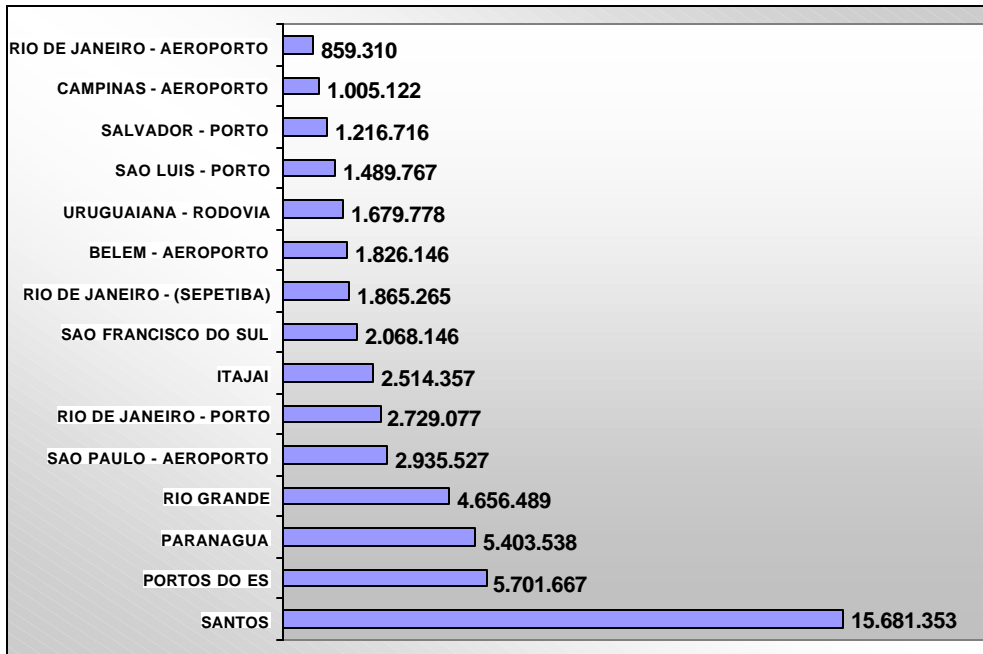 RIO DE JANEIRO - AEROPORTO 859.310
CAMPINAS - AEROPORTO 1.005.122
SALVADOR - PORTO 1.216.716
SAO LUIS - PORTO 1.489.767
URUGUAIANA - RODOVIA 1.679.778
BELEM - AEROPORTO 1.826.146
RIO DE JANEIRO - (SEPETIBA) 1.865.265
SAO FRANCISCO DO SUL 2.068.146
ITAJAI 2.514.357
RIO DE JANEIRO - PORTO 2.729.077
SAO PAULO - AEROPORTO 2.935.527
RIO GRANDE 4.656.489
PARANAGUA 5.403.538
PORTOS DO ES 5.701.667
SANTOS 15.681.353